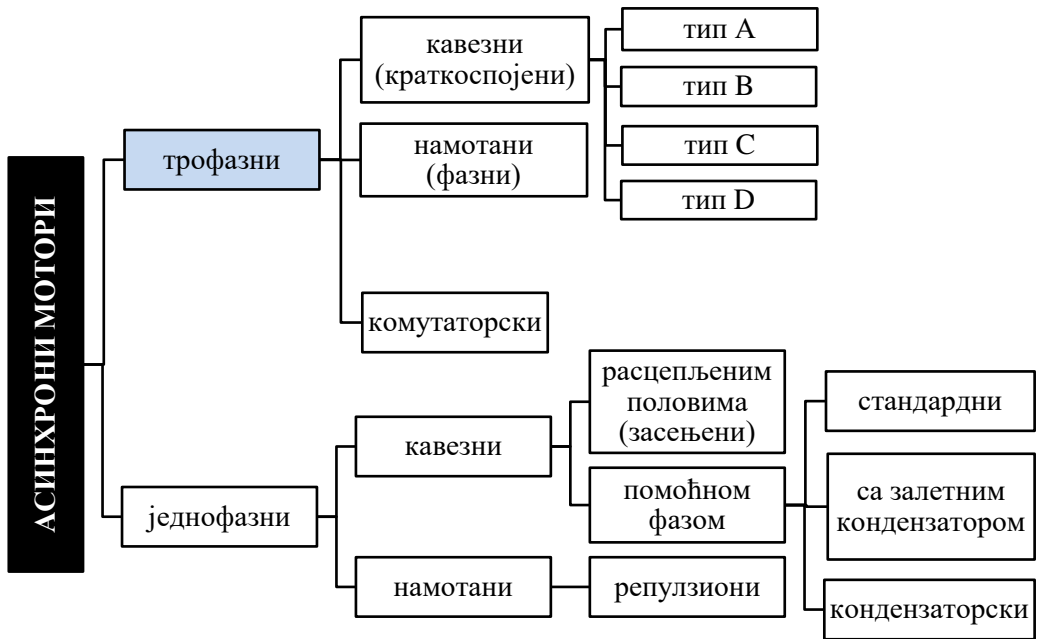 АСИНХРОНИ МОТОРИ
трофазни
кавезни
(краткоспојени)
тип A
тип B
тип C
тип D
намотани
(фазни)
комутаторски
једнофазни
кавезни
расцепљеним
половима
(засењени)
помоћном
фазом
стандардни
са залетним
кондензатором
кондензаторски
намотани
репулзиони